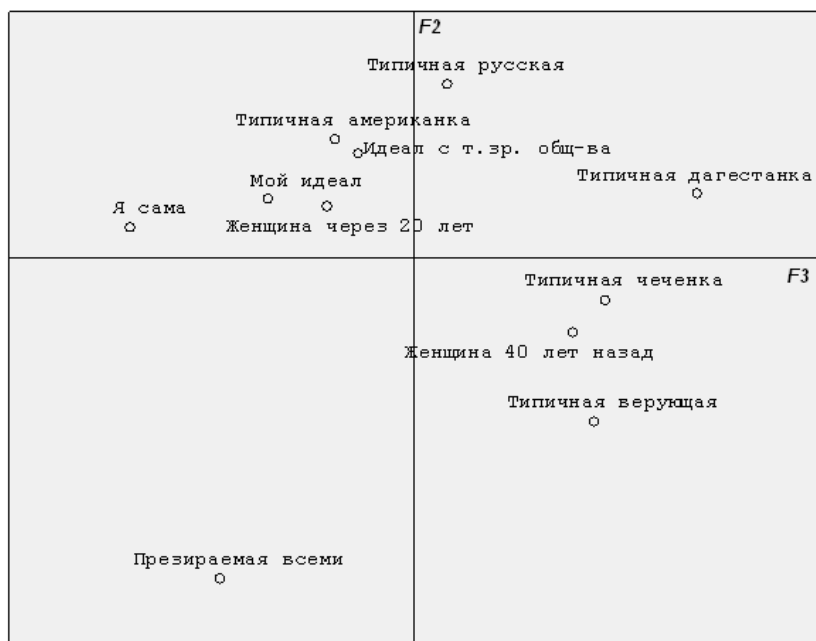 F2
Типичная русская
Типичная американка
Идеал с т.зр. общ-ва
Мой идеал
Типичная дагестанка
Я сама
Женщина через 20 лет
Типичная чеченка
F3
Женщина 40 лет назад
Типичная верующая
Презираемая всеми